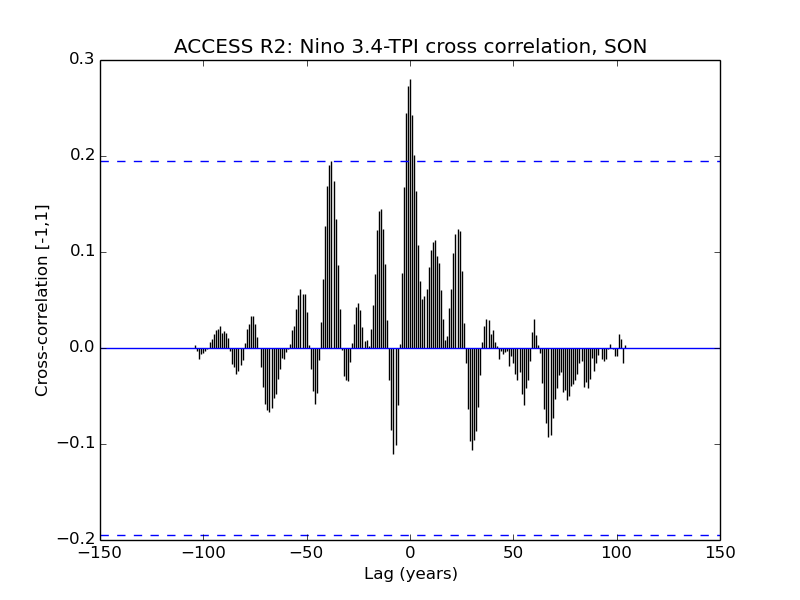 ACCESS R2: Nino 3.4-TPI cross correlation, SON
0.3
0.2
0.1
0.0
−0.1
−0.2
Cross-correlation [-1,1]
−150 −100 −50 0 50 100 150
Lag (years)